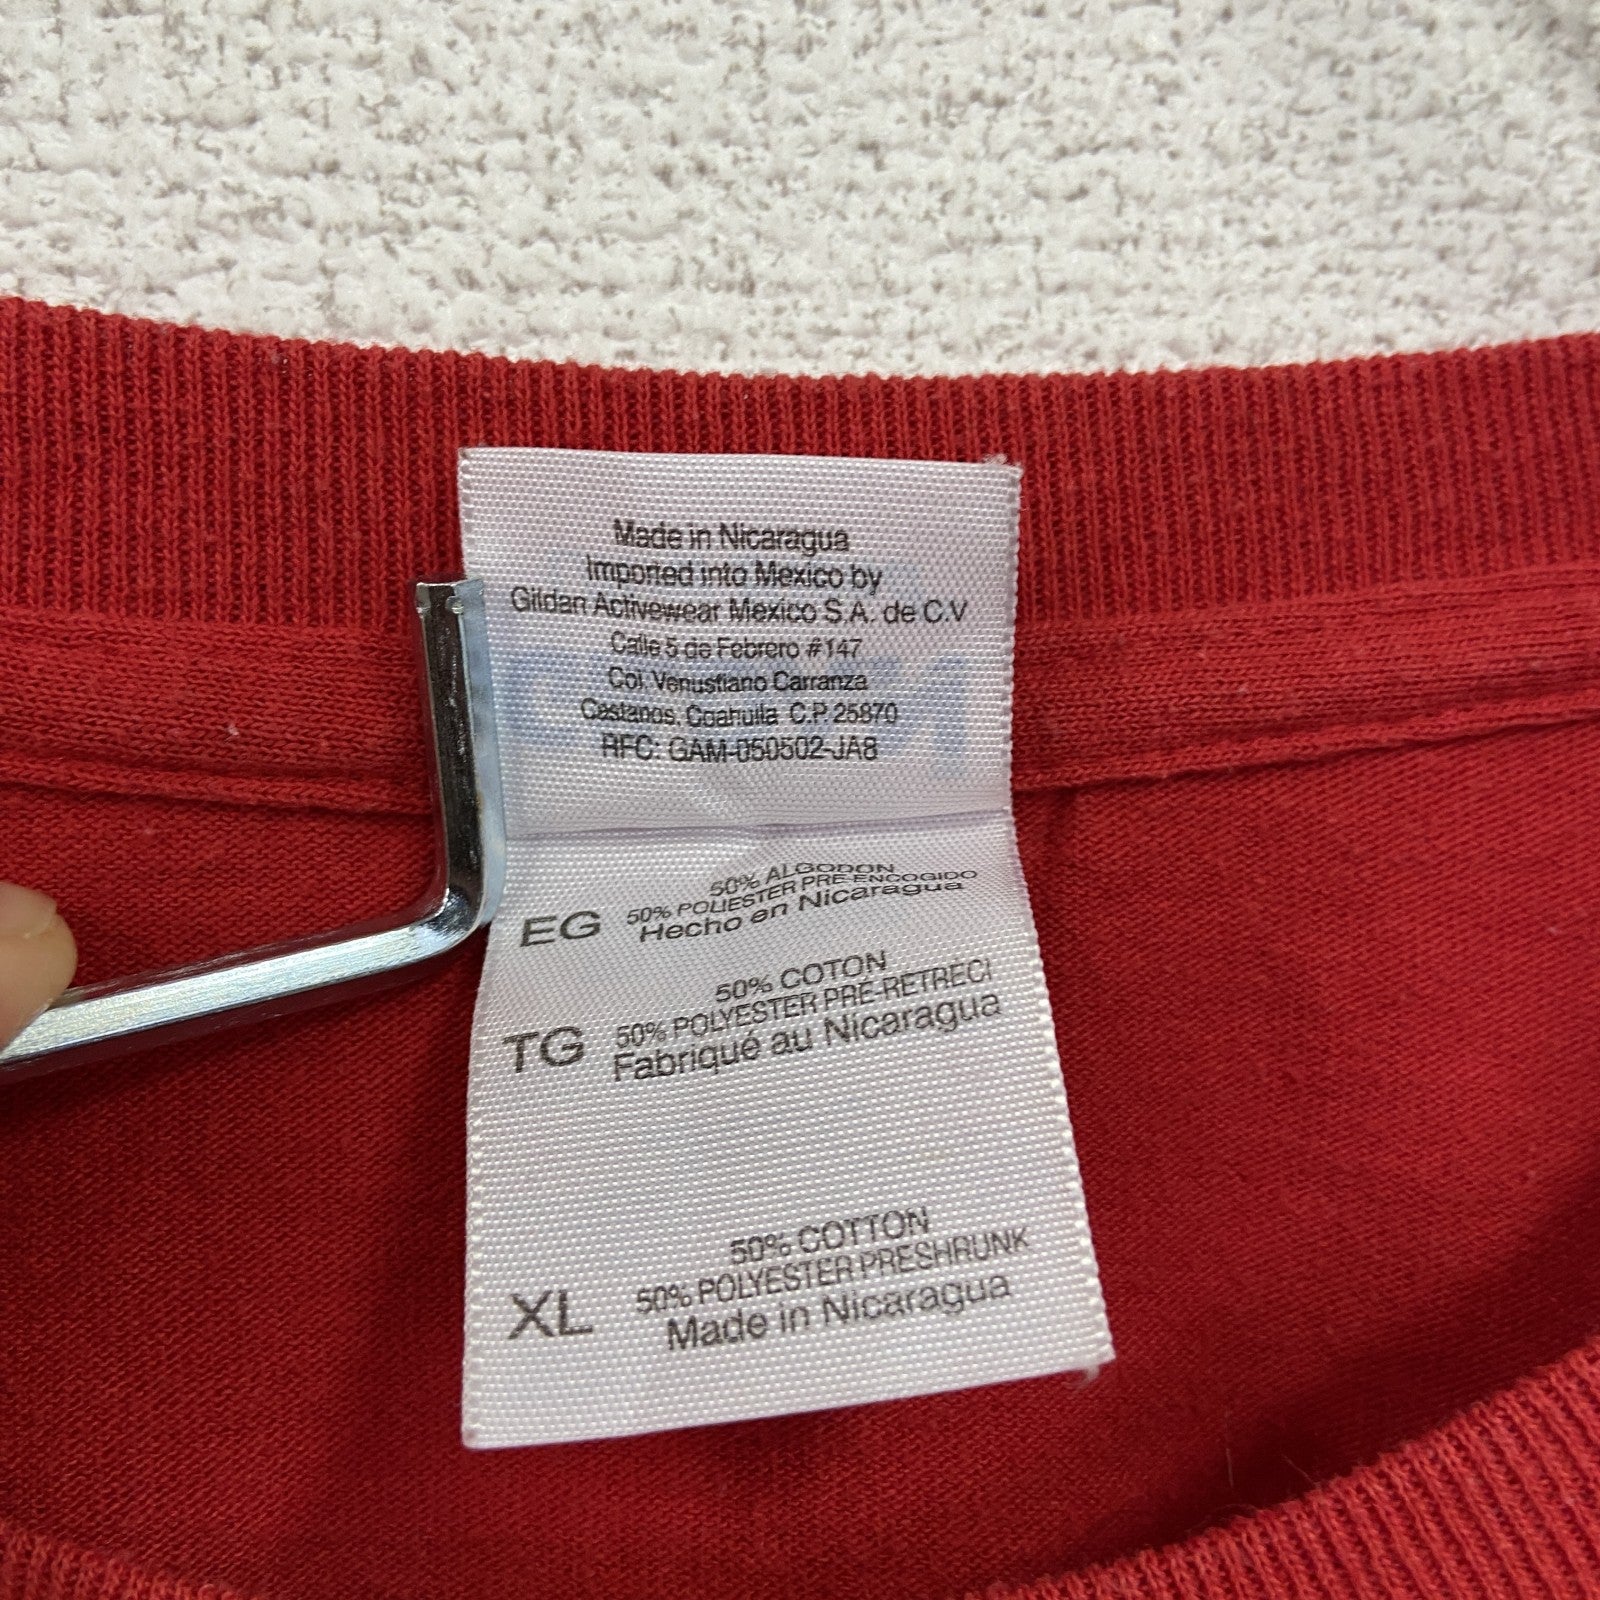 Made in Nicaragua
Imported into Mexico by
Gildan Activewear Mexico S.A. de C.V
Calle 5 de Febrero #147
Col. Venustiano Carranza
Castanos, Coahuila C.P. 25870
RFC: GAM-050502-JA8
50% ALGODON
50% POLIESTER PRE-ENCOGIDO
EG Hecho en Nicaragua
50% COTON
50% POLYESTER PRÉ-RETRÉCI
TG Fabriqué au Nicaragua
50% COTTON
50% POLYESTER PRESHRUNK
XL Made in Nicaragua